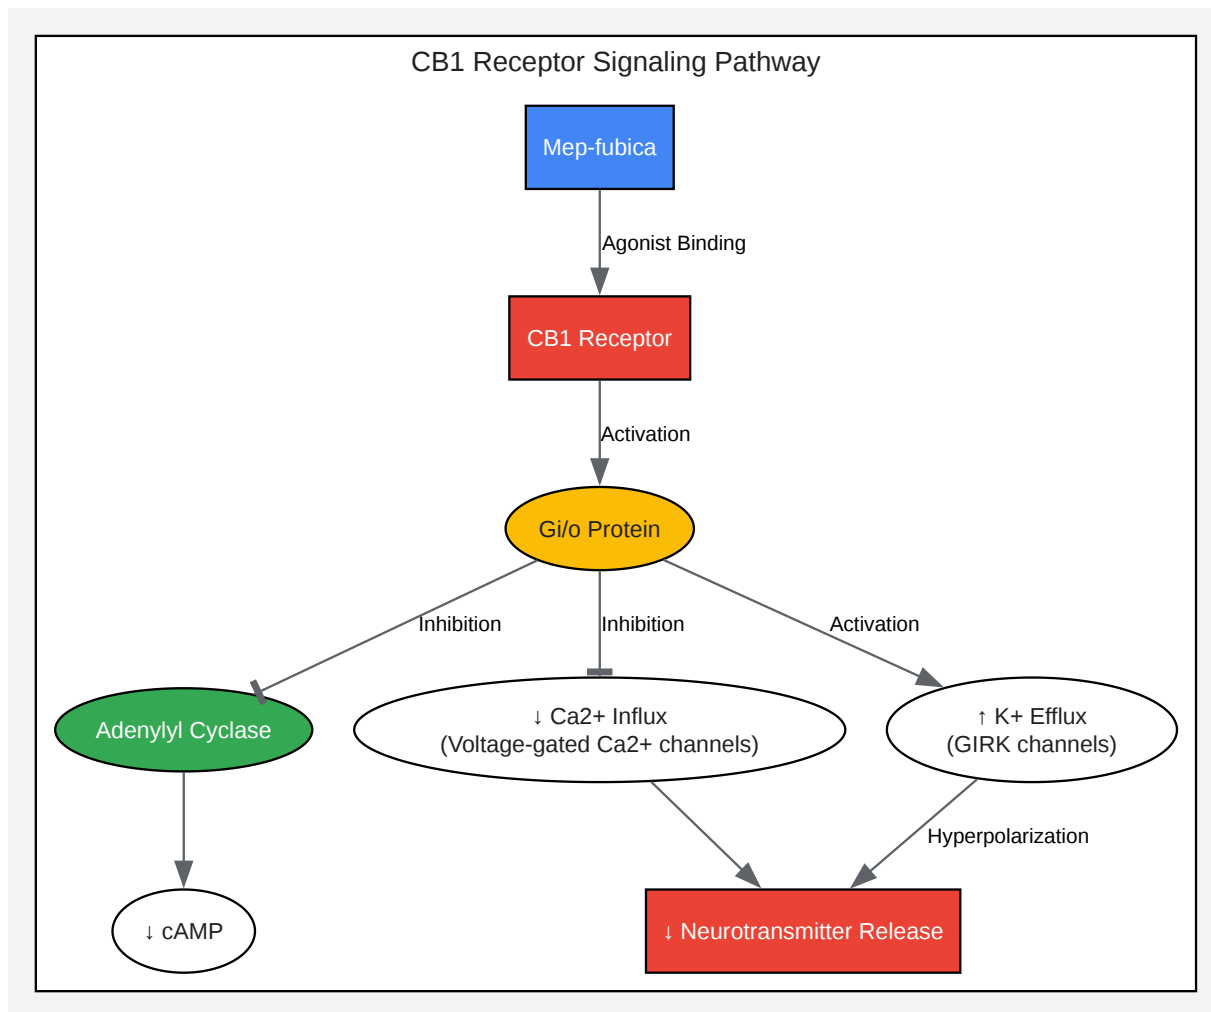 CB1 Receptor Signaling Pathway
Mep-fubica
Agonist Binding
CB1 Receptor
Activation
Gi/o Protein
Inhibition
Inhibition
Activation
Adenylyl Cyclase
↓ Ca2+ Influx
(Voltage-gated Ca2+ channels)
↑ K+ Efflux
(GIRK channels)
Hyperpolarization
↓ cAMP
↓ Neurotransmitter Release